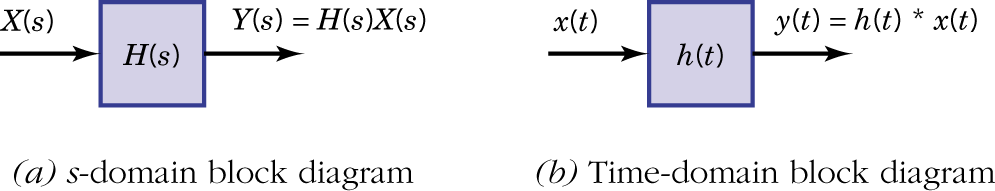 X(s)
H(s)
Y(s) = H(s)X(s)
(a) s-domain block diagram
x(t)
h(t)
y(t) = h(t) * x(t)
(b) Time-domain block diagram